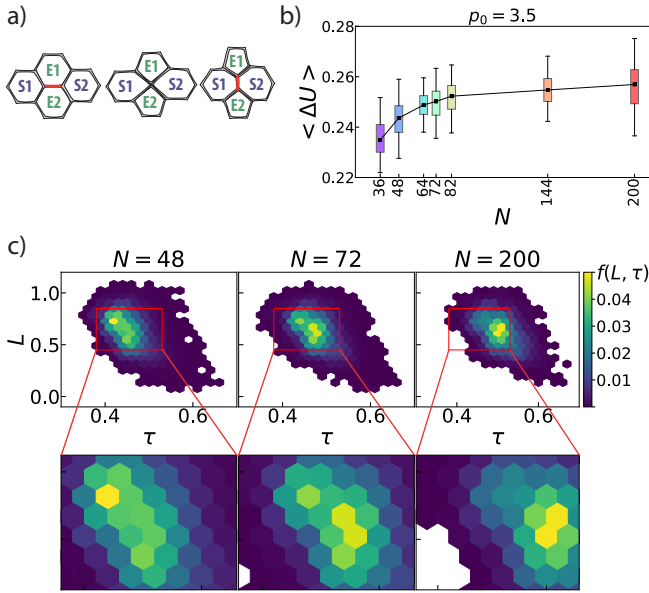 a)
E1
S1
S2
E2
E1
S1
S2
E2
E1
S1
S2
E2
b)
p₀ = 3.5
< ΔU >
0.26
0.24
0.22
36
48
64
72
82
144
200
N
c)
N = 48
N = 72
N = 200
f(L, τ)
L
1.0
0.5
0.0
0.04
0.03
0.02
0.01
0.4
0.6
0.4
0.6
0.4
0.6
τ
τ
τ